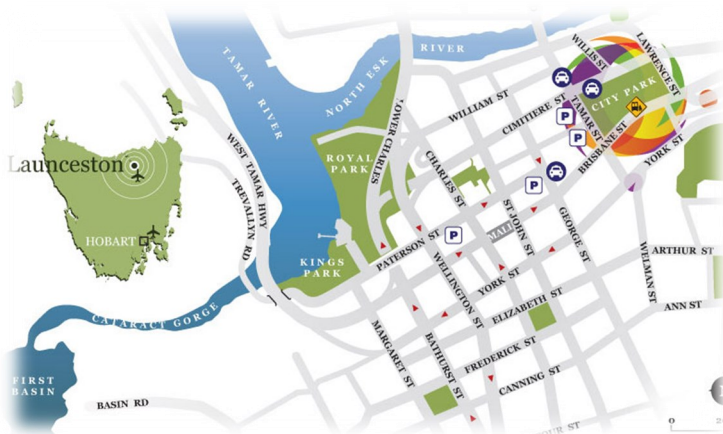 TAMAR RIVER
NORTH ESK
RIVER
WILLIS ST
LAWRENCE ST
CITY PARK
WILLIAM ST
CIMITIERE ST
TAMAR ST
BRISBANE ST
YORK ST
LOWER CHARLES
ROYAL
PARK
WEST TAMAR HWY
TREVALLYN RD
Launceston
HOBART
CHARLES ST
P
P
P
P
ST JOHN ST
MALL
GEORGE ST
PATERSON ST
KINGS
PARK
WELLINGTON ST
YORK ST
WELMAN ST
ARTHUR ST
ANN ST
ELIZABETH ST
CATARACT GORGE
MARGARET ST
BATHURST ST
FREDERICK ST
CANNING ST
FIRST
BASIN
BASIN RD
0